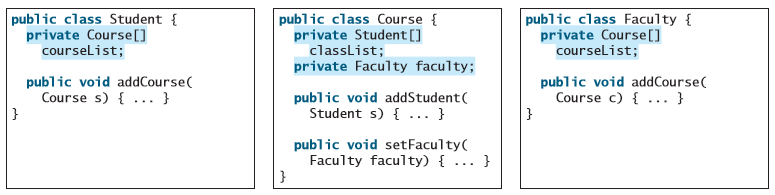 public class Student {
private Course[]
courseList;
public void addCourse(
Course s) { ... }
}
public class Course {
private Student[]
classList;
private Faculty faculty;
public void addStudent(
Student s) { ... }
public void setFaculty(
Faculty faculty) { ... }
}
public class Faculty {
private Course[]
courseList;
public void addCourse(
Course c) { ... }
}